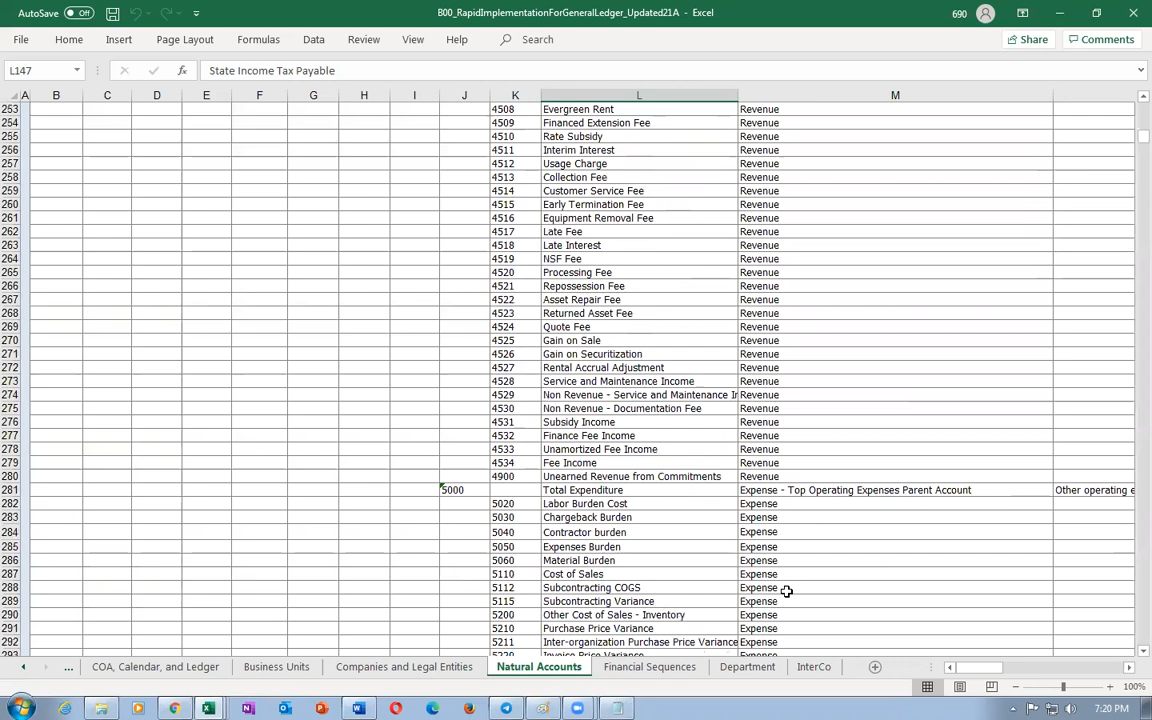 AutoSave Off B00_RapidImplementationForGeneralLedger_Updated21A - Excel 690
File Home Insert Page Layout Formulas Data Review View Help Search Share Comments
L147 fx State Income Tax Payable
A B C D E F G H I J K L M
253 4508 Evergreen Rent Revenue
254 4509 Financed Extension Fee Revenue
255 4510 Rate Subsidy Revenue
256 4511 Interim Interest Revenue
257 4512 Usage Charge Revenue
258 4513 Collection Fee Revenue
259 4514 Customer Service Fee Revenue
260 4515 Early Termination Fee Revenue
261 4516 Equipment Removal Fee Revenue
262 4517 Late Fee Revenue
263 4518 Late Interest Revenue
264 4519 NSF Fee Revenue
265 4520 Processing Fee Revenue
266 4521 Repossession Fee Revenue
267 4522 Asset Repair Fee Revenue
268 4523 Returned Asset Fee Revenue
269 4524 Quote Fee Revenue
270 4525 Gain on Sale Revenue
271 4526 Gain on Securitization Revenue
272 4527 Rental Accrual Adjustment Revenue
273 4528 Service and Maintenance Income Revenue
274 4529 Non Revenue - Service and Maintenance In Revenue
275 4530 Non Revenue - Documentation Fee Revenue
276 4531 Subsidy Income Revenue
277 4532 Finance Fee Income Revenue
278 4533 Unamortized Fee Income Revenue
279 4534 Fee Income Revenue
280 4900 Unearned Revenue from Commitments Revenue
281 5000 Total Expenditure Expense - Top Operating Expenses Parent Account Other operating e
282 5020 Labor Burden Cost Expense
283 5030 Chargeback Burden Expense
284 5040 Contractor burden Expense
285 5050 Expenses Burden Expense
286 5060 Material Burden Expense
287 5110 Cost of Sales Expense
288 5112 Subcontracting COGS Expense
289 5115 Subcontracting Variance Expense
290 5200 Other Cost of Sales - Inventory Expense
291 5210 Purchase Price Variance Expense
292 5211 Inter-organization Purchase Price Variance Expense
293 5220 Invoice Price Variance Expense
... COA, Calendar, and Ledger Business Units Companies and Legal Entities Natural Accounts Financial Sequences Department InterCo
100%
7:20 PM